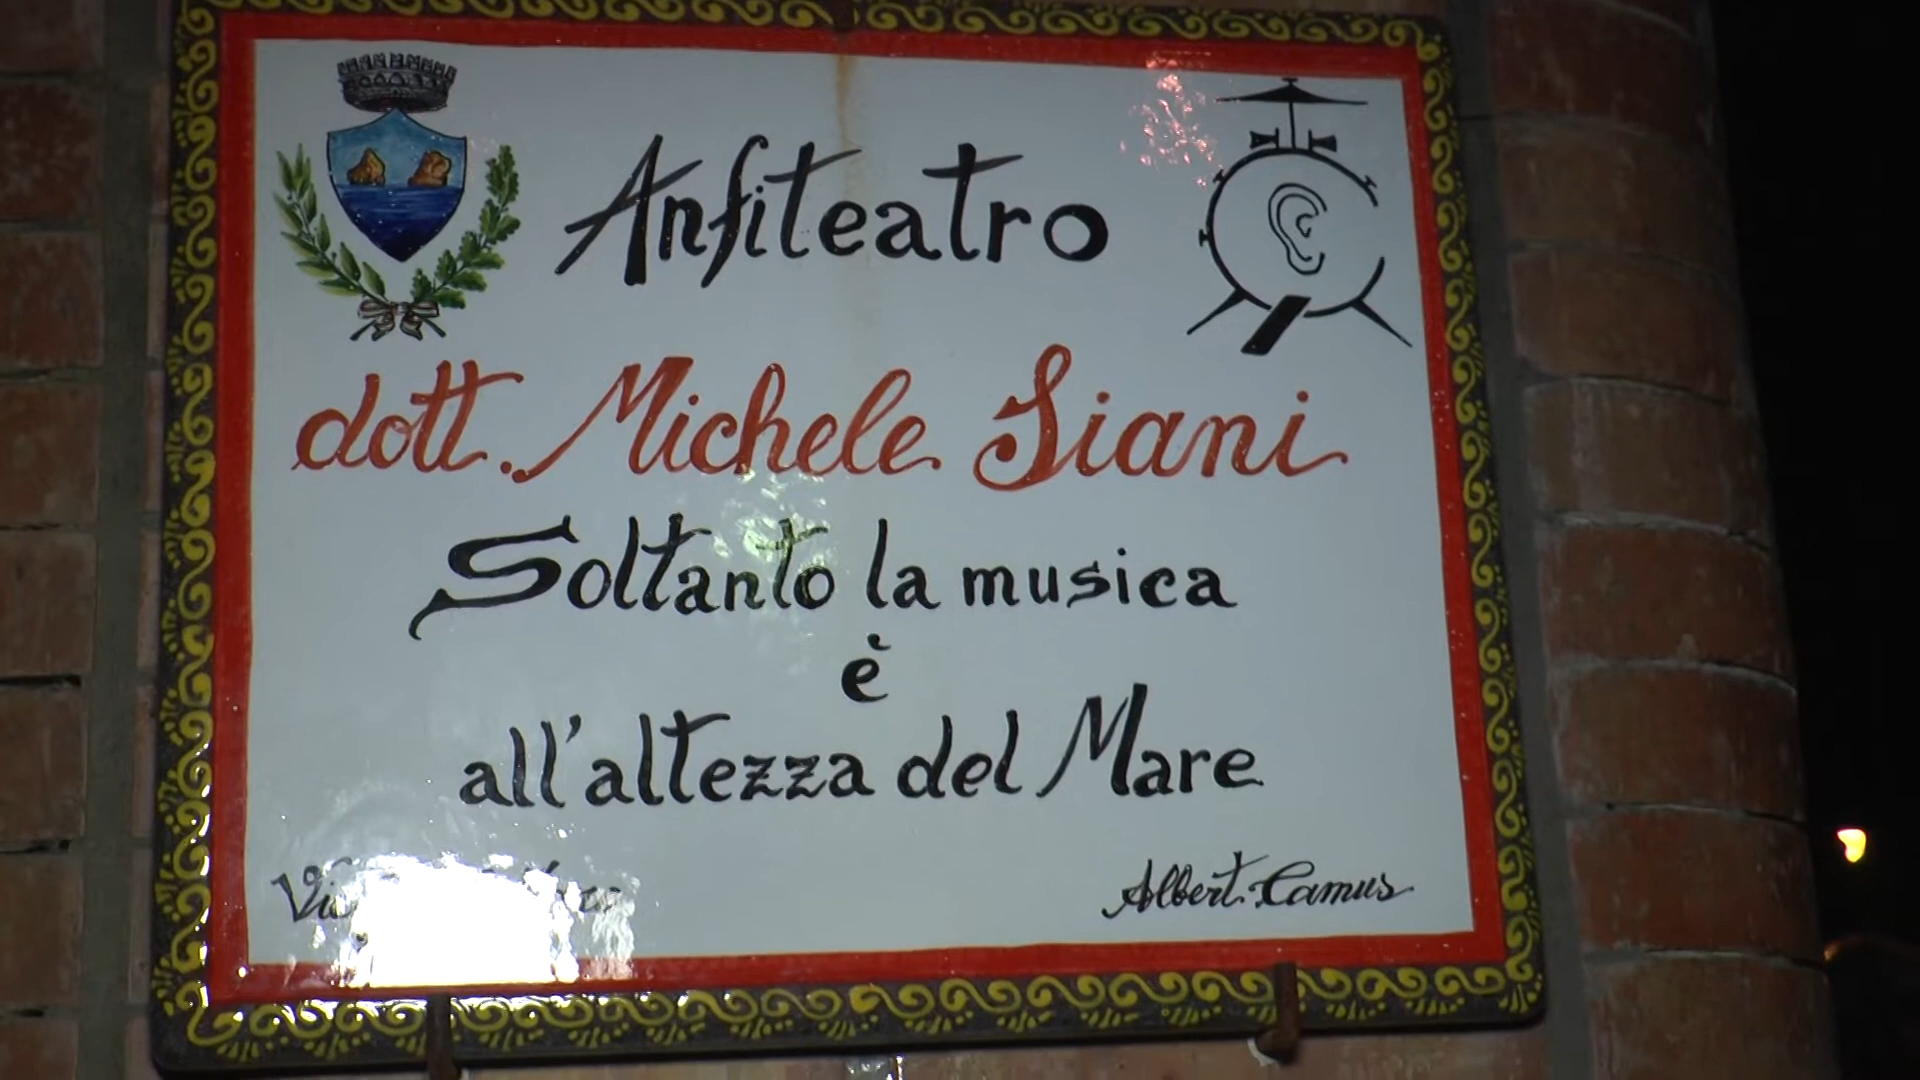 Anfiteatro
dott. Michele Siani
Soltanto la musica
è
all'altezza del Mare
Albert Camus